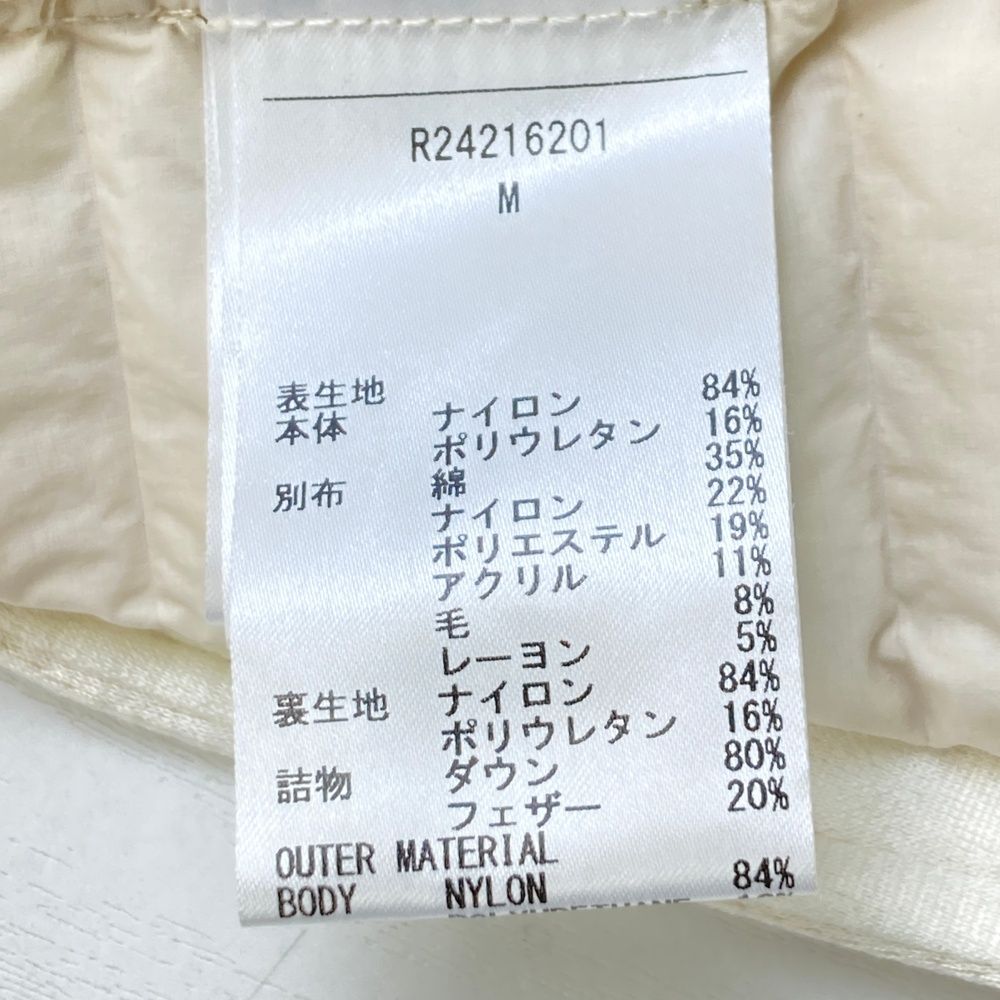 R24216201
M
表生地
本体 ナイロン 84%
ポリウレタン 16%
別布 綿 35%
ナイロン 22%
ポリエステル 19%
アクリル 11%
毛 8%
レーヨン 5%
裏生地 ナイロン 84%
ポリウレタン 16%
詰物 ダウン 80%
フェザー 20%
OUTER MATERIAL
BODY NYLON 84%